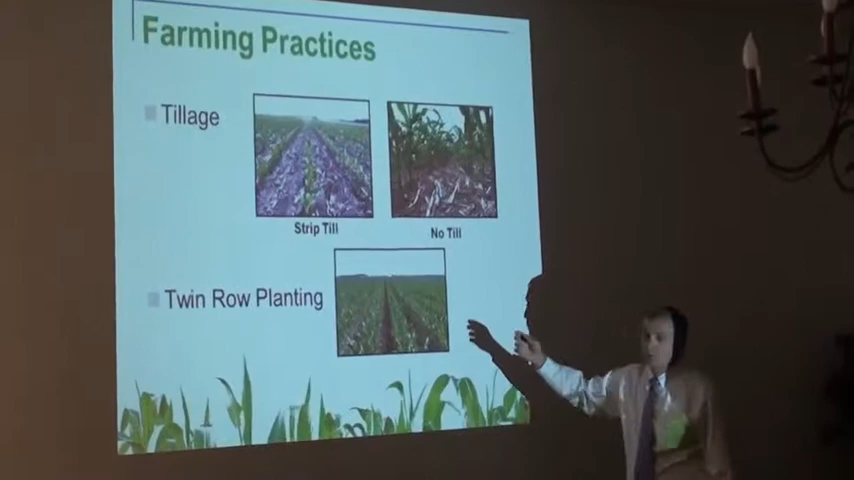 Farming Practices
Tillage
Strip Till
No Till
Twin Row Planting